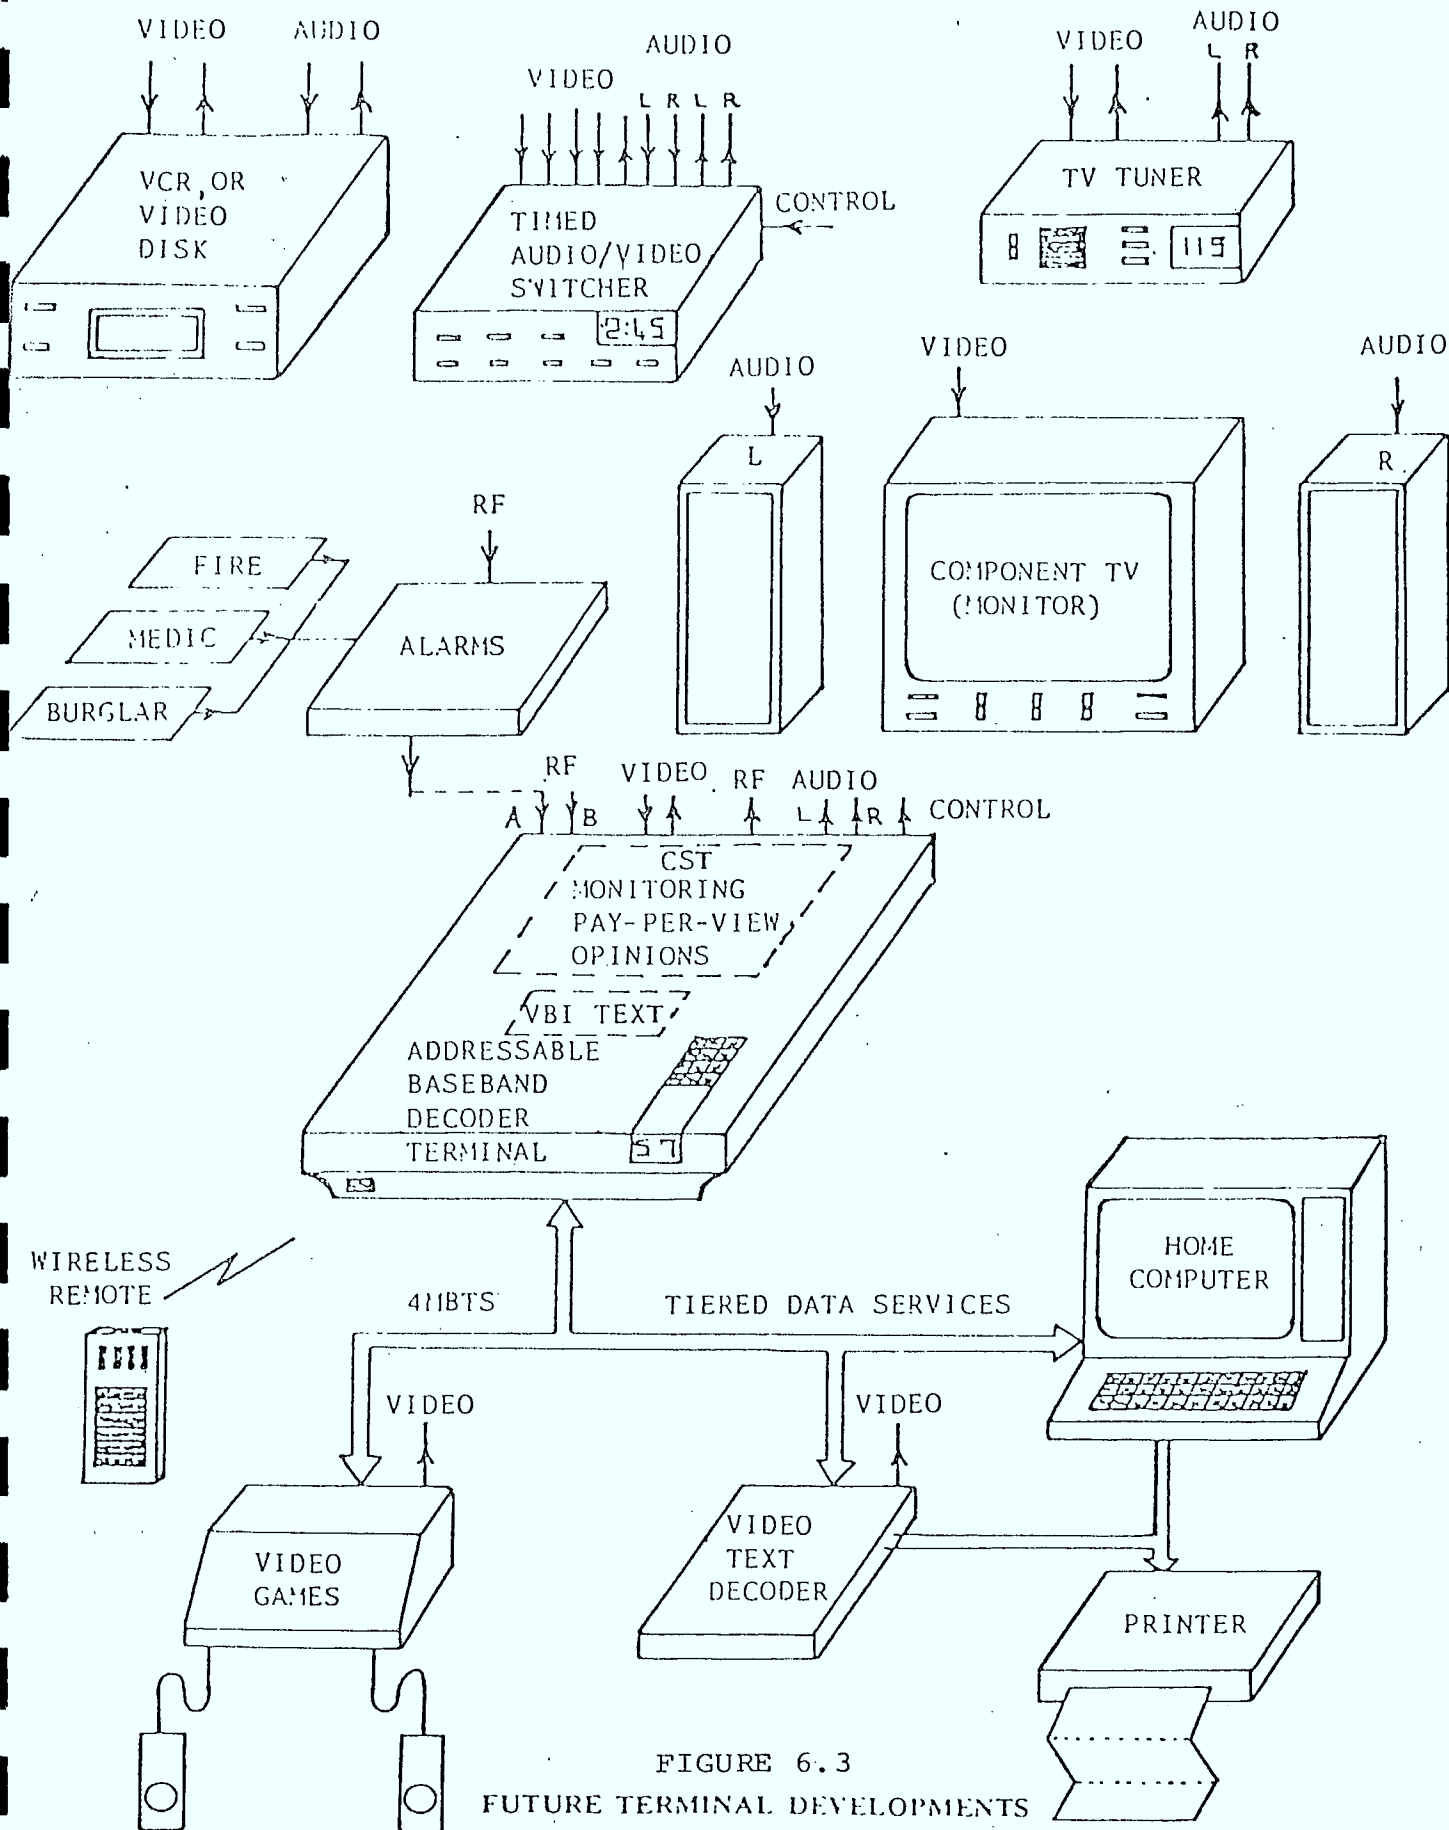 VIDEO AUDIO
VCR, OR
VIDEO
DISK
VIDEO
AUDIO
L R L R
TIMED
AUDIO/VIDEO
SWITCHER
2:45
CONTROL
VIDEO
AUDIO
L R
TV TUNER
119
AUDIO
L
VIDEO
COMPONENT TV
(MONITOR)
AUDIO
R
RF
FIRE
MEDIC
BURGLAR
ALARMS
RF VIDEO RF AUDIO
A B L R CONTROL
CST
MONITORING
PAY-PER-VIEW
OPINIONS
VBI TEXT
ADDRESSABLE
BASEBAND
DECODER
TERMINAL
57
WIRELESS
REMOTE
4MBTS
TIERED DATA SERVICES
HOME
COMPUTER
VIDEO
VIDEO
GAMES
VIDEO
VIDEO
TEXT
DECODER
PRINTER
FIGURE 6.3
FUTURE TERMINAL DEVELOPMENTS